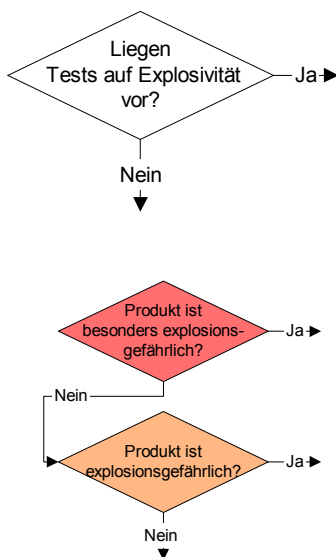 Liegen
Tests auf Explosivität
vor?
Ja
Nein
Produkt ist
besonders explosions-
gefährlich?
Ja
Nein
Produkt ist
explosionsgefährlich?
Ja
Nein